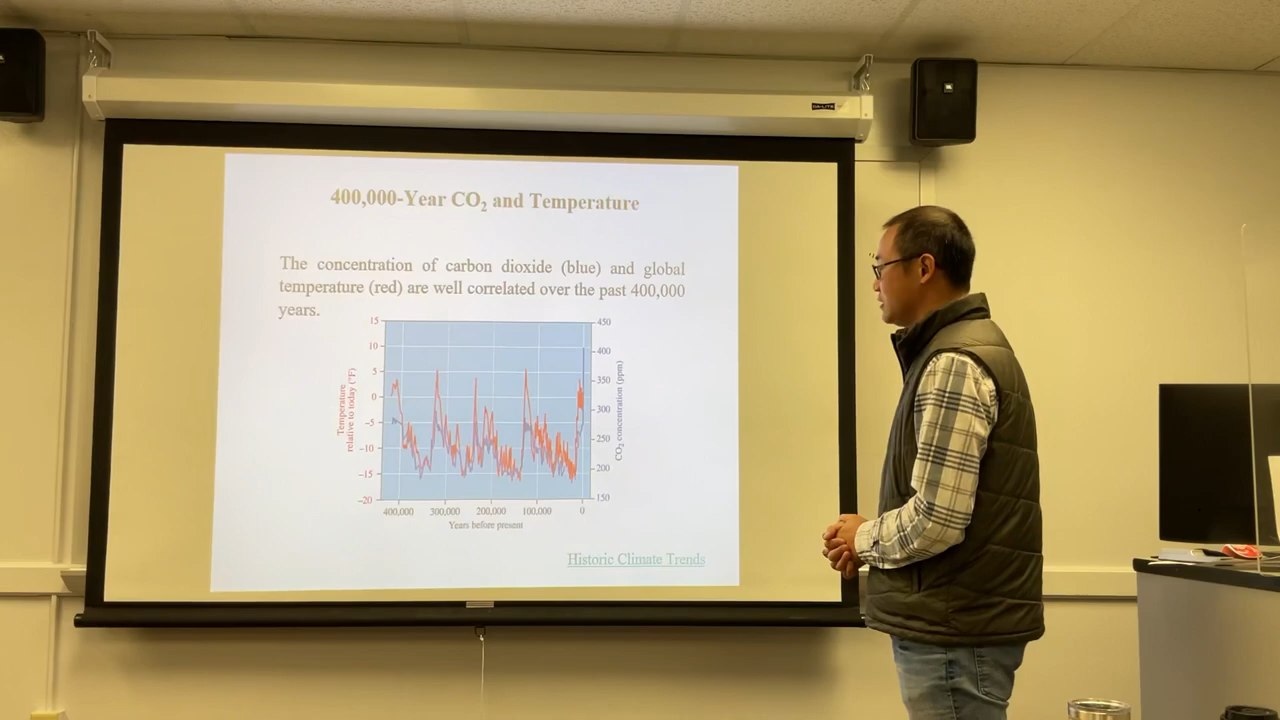 DA-LITE
JBL
400,000-Year CO₂ and Temperature
The concentration of carbon dioxide (blue) and global
temperature (red) are well correlated over the past 400,000
years.
15
10
5
0
−5
−10
−15
−20
Temperature
relative to today (°F)
450
400
350
300
250
200
150
CO₂ concentration (ppm)
400,000 300,000 200,000 100,000 0
Years before present
Historic Climate Trends